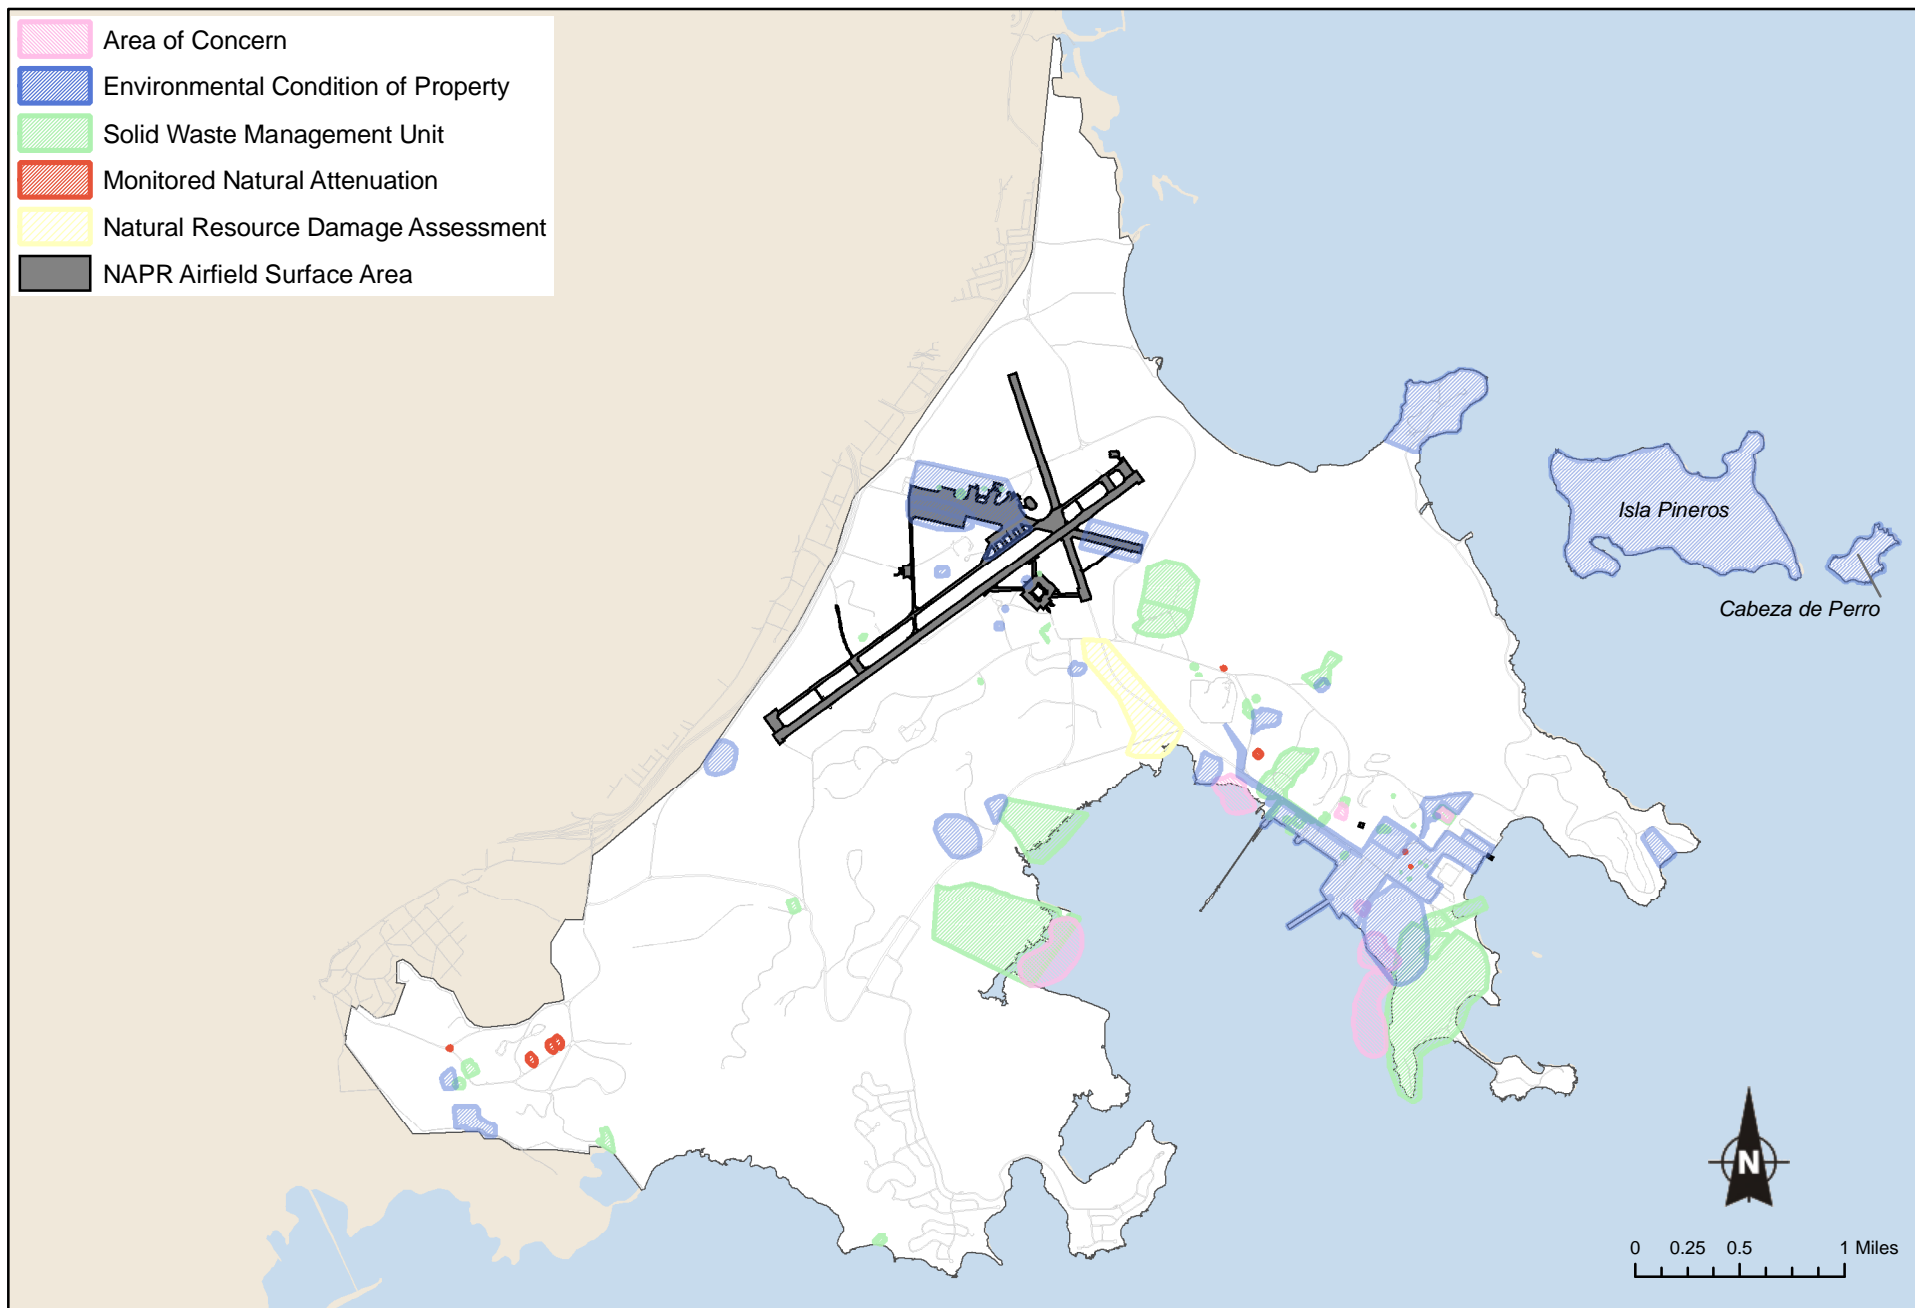 Area of Concern
Environmental Condition of Property
Solid Waste Management Unit
Monitored Natural Attenuation
Natural Resource Damage Assessment
NAPR Airfield Surface Area
Isla Pineros
Cabeza de Perro
N
0 0.25 0.5 1 Miles